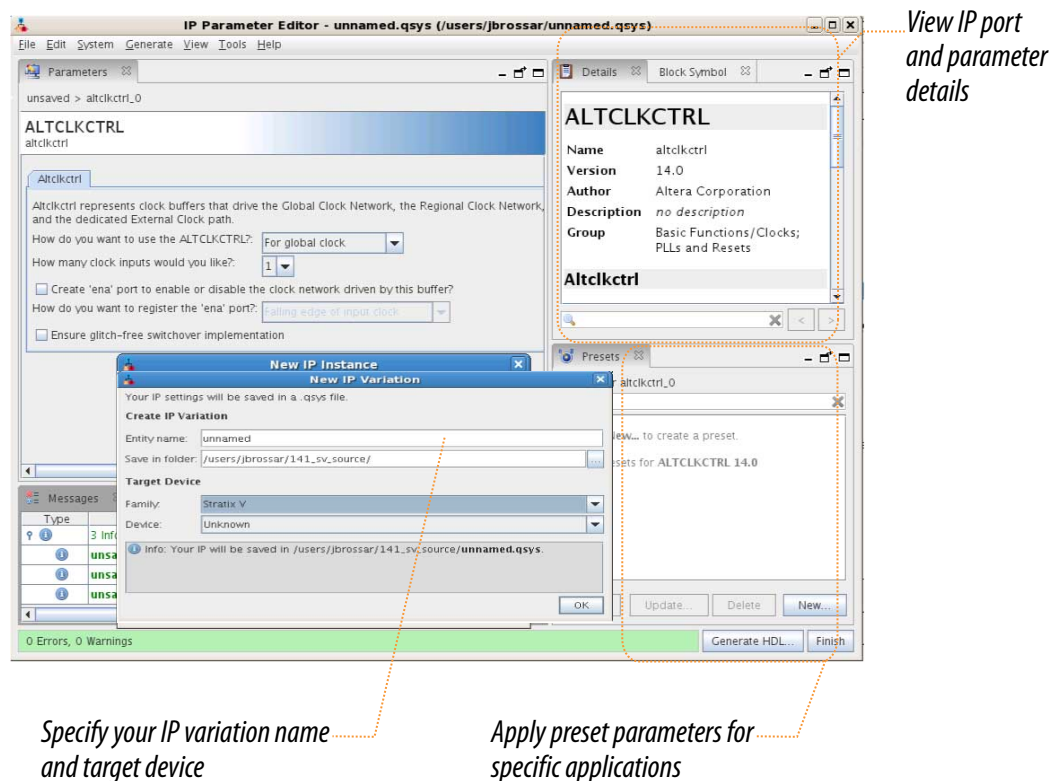 IP Parameter Editor - unnamed.qsys (/users/jbrossar/unnamed.qsys)
File Edit System Generate View Tools Help
Parameters
unsaved > altclkctrl_0
ALTCLKCTRL
altclkctrl
Altclkctrl
Altclkctrl represents clock buffers that drive the Global Clock Network, the Regional Clock Network,
and the dedicated External Clock path.
How do you want to use the ALTCLKCTRL?: For global clock
How many clock inputs would you like?: 1
Create 'ena' port to enable or disable the clock network driven by this buffer?
How do you want to register the 'ena' port?: Falling edge of input clock
Ensure glitch-free switchover implementation
Details Block Symbol
ALTCLKCTRL
Name altclkctrl
Version 14.0
Author Altera Corporation
Description no description
Group Basic Functions/Clocks;
PLLs and Resets
Altclkctrl
< >
View IP port
and parameter
details
Presets
altclkctrl_0
to create a preset.
for ALTCLKCTRL 14.0
Update... Delete New...
New IP Instance
New IP Variation
Your IP settings will be saved in a .qsys file.
Create IP Variation
Entity name: unnamed
Save in folder: /users/jbrossar/141_sv_source/ ...
Target Device
Family: Stratix V
Device: Unknown
Info: Your IP will be saved in /users/jbrossar/141_sv_source/unnamed.qsys.
OK
Messages
Type
3 Inf
unsa
unsa
unsa
0 Errors, 0 Warnings
Generate HDL... Finish
Specify your IP variation name
and target device
Apply preset parameters for
specific applications